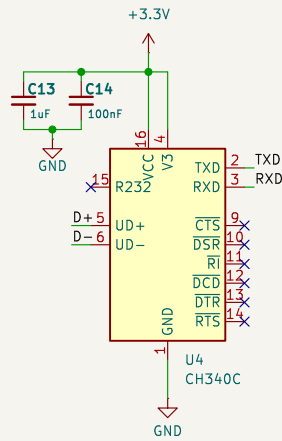 +3.3V
C13
1uF
C14
100nF
GND
16
VCC
4
V3
15
R232
2
TXD
TXD
3
RXD
RXD
D+
5
UD+
D-
6
UD-
CTS
9
DSR
10
RI
11
DCD
12
DTR
13
RTS
14
GND
1
U4
CH340C
GND